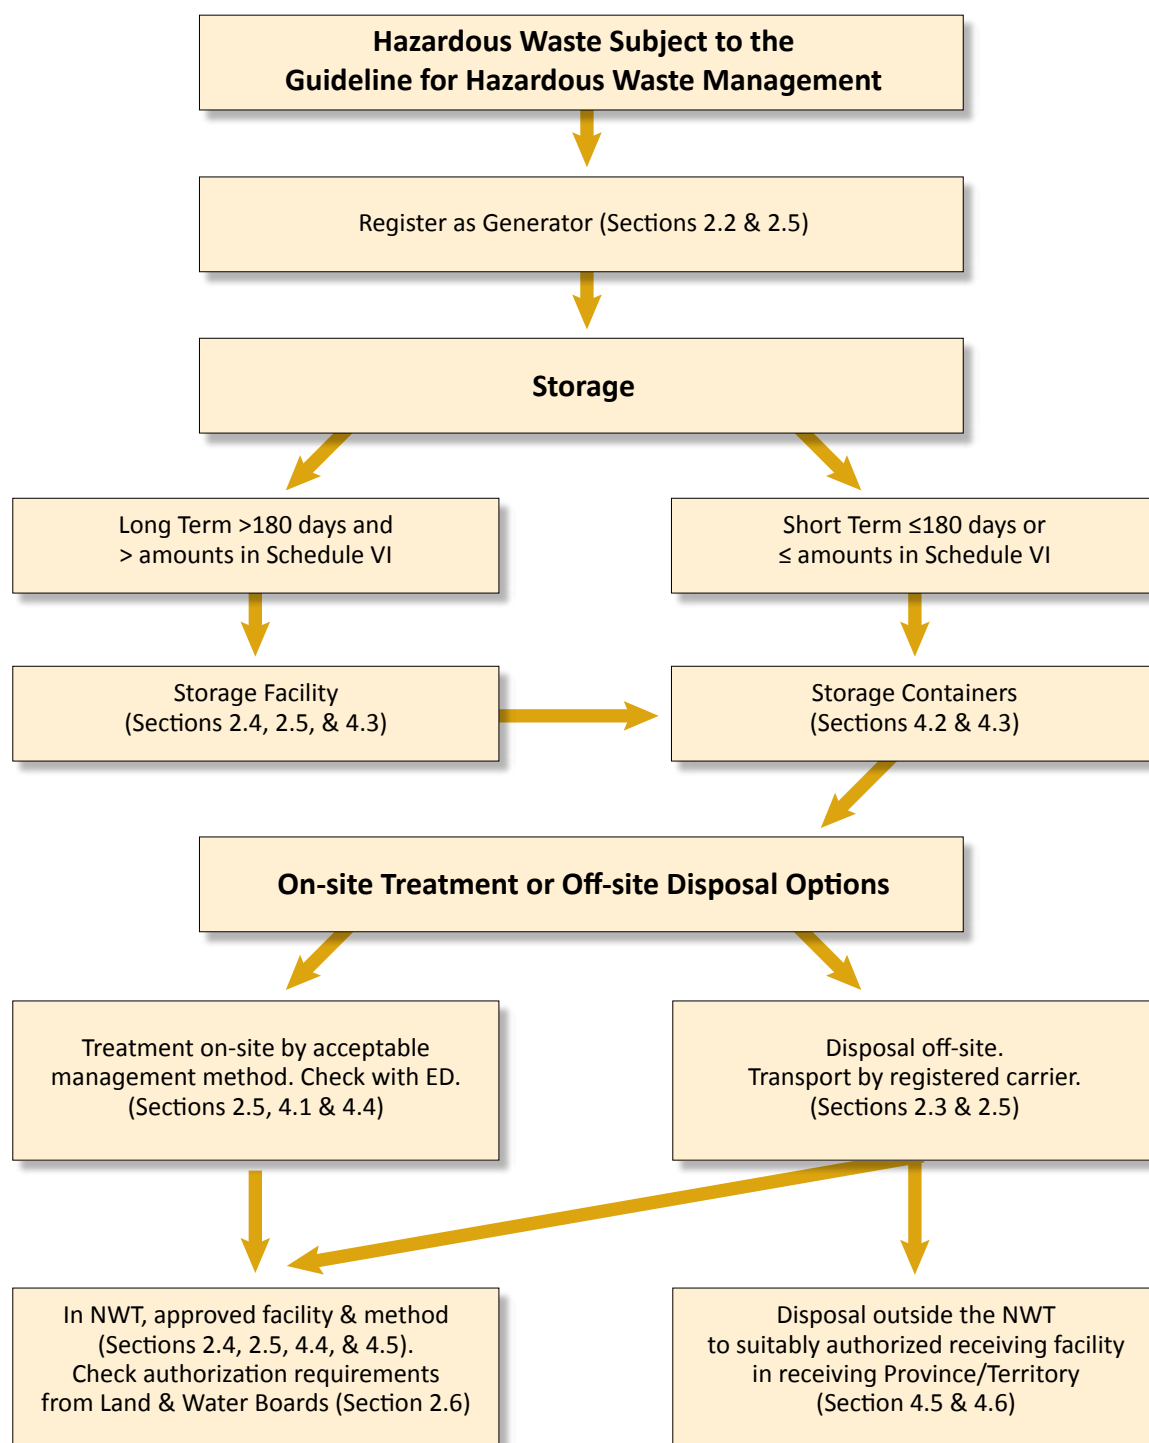 Hazardous Waste Subject to the
Guideline for Hazardous Waste Management
Register as Generator (Sections 2.2 & 2.5)
Storage
Long Term >180 days and
> amounts in Schedule VI
Short Term ≤180 days or
≤ amounts in Schedule VI
Storage Facility
(Sections 2.4, 2.5, & 4.3)
Storage Containers
(Sections 4.2 & 4.3)
On-site Treatment or Off-site Disposal Options
Treatment on-site by acceptable
management method. Check with ED.
(Sections 2.5, 4.1 & 4.4)
Disposal off-site.
Transport by registered carrier.
(Sections 2.3 & 2.5)
In NWT, approved facility & method
(Sections 2.4, 2.5, 4.4, & 4.5).
Check authorization requirements
from Land & Water Boards (Section 2.6)
Disposal outside the NWT
to suitably authorized receiving facility
in receiving Province/Territory
(Section 4.5 & 4.6)